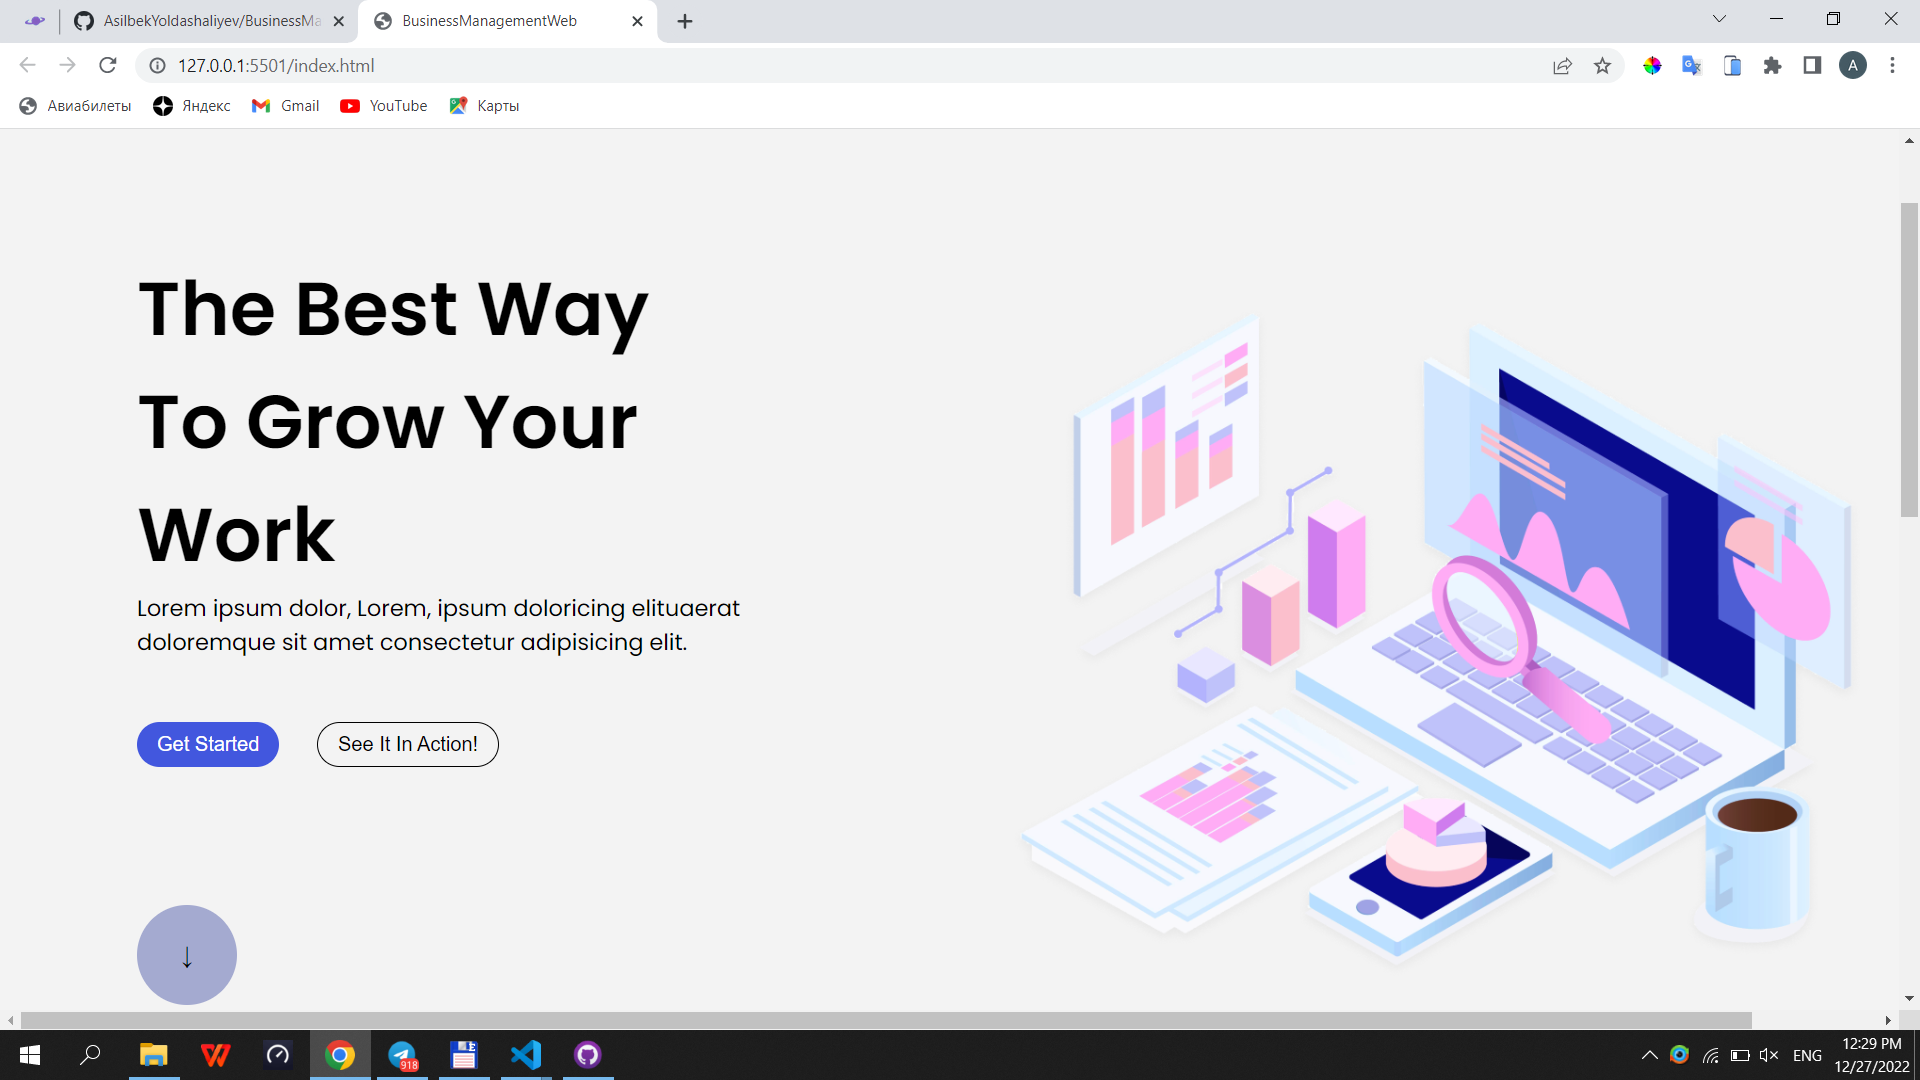 AsilbekYoldashaliyev/BusinessMa
BusinessManagementWeb
127.0.0.1:5501/index.html
A
Авиабилеты
Яндекс
Gmail
YouTube
Карты
The Best Way
To Grow Your
Work
Lorem ipsum dolor, Lorem, ipsum doloricing elituaerat
doloremque sit amet consectetur adipisicing elit.
Get Started
See It In Action!
↓
918
ENG
12:29 PM
12/27/2022